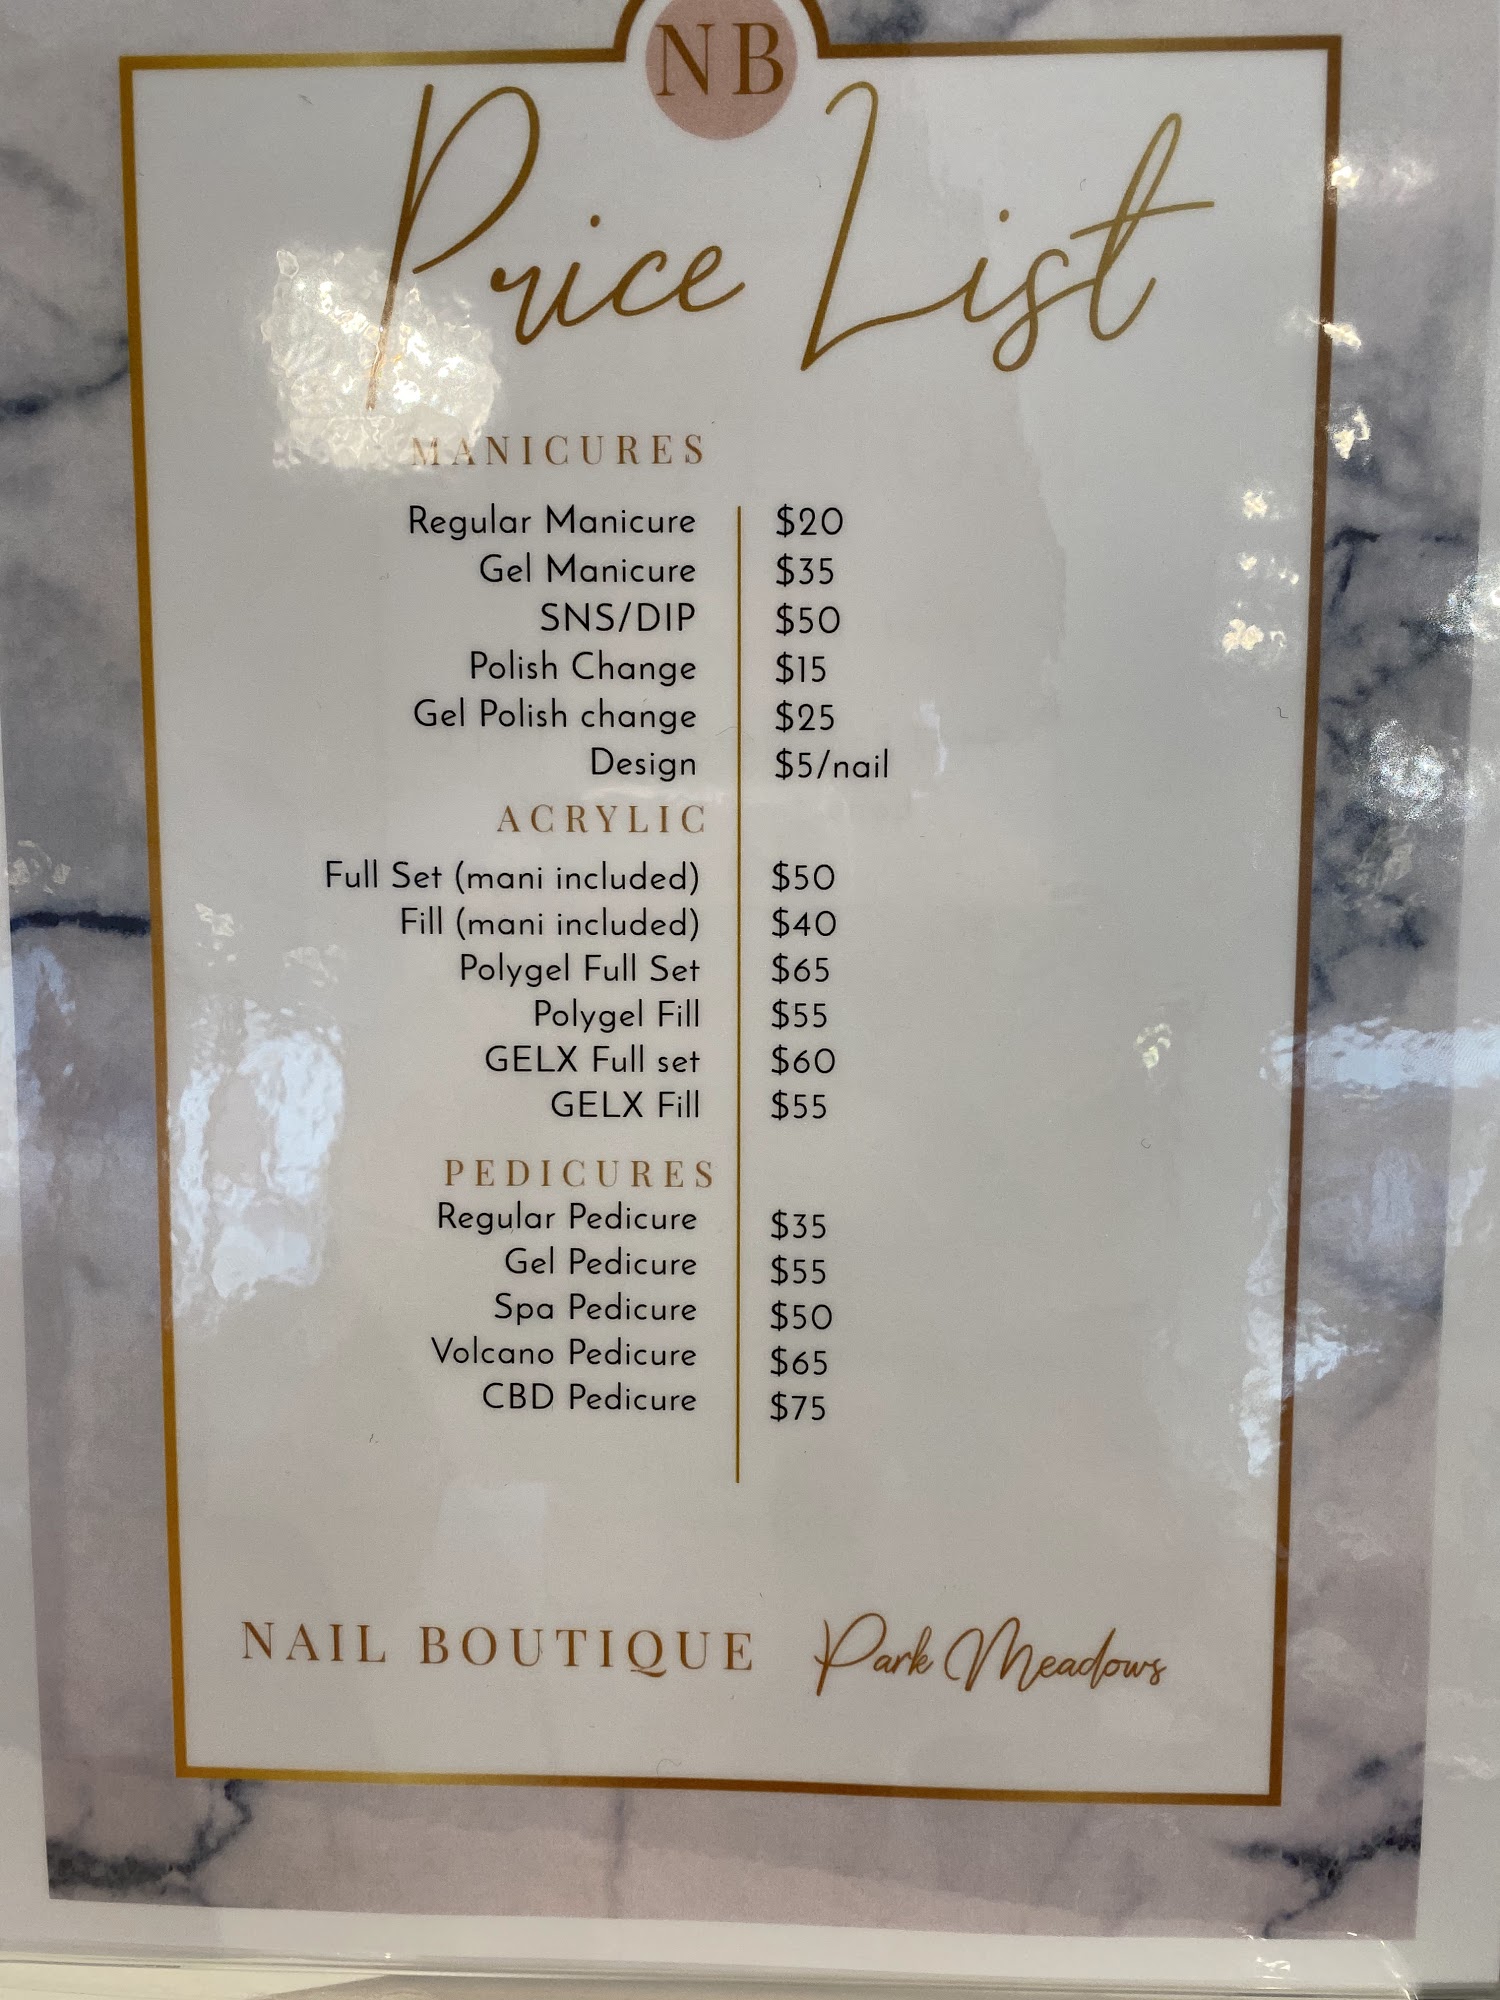 NB
Price List
MANICURES
Regular Manicure $20
Gel Manicure $35
SNS/DIP $50
Polish Change $15
Gel Polish change $25
Design $5/nail
ACRYLIC
Full Set (mani included) $50
Fill (mani included) $40
Polygel Full Set $65
Polygel Fill $55
GELX Full set $60
GELX Fill $55
PEDICURES
Regular Pedicure $35
Gel Pedicure $55
Spa Pedicure $50
Volcano Pedicure $65
CBD Pedicure $75
NAIL BOUTIQUE Park Meadows